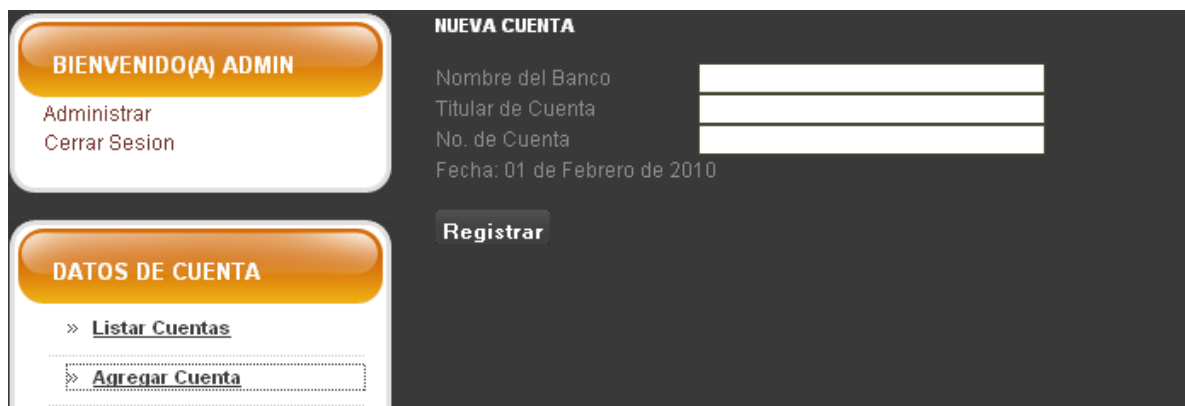 BIENVENIDO(A) ADMIN
Administrar
Cerrar Sesion
DATOS DE CUENTA
» Listar Cuentas
» Agregar Cuenta
NUEVA CUENTA
Nombre del Banco
Titular de Cuenta
No. de Cuenta
Fecha: 01 de Febrero de 2010
Registrar